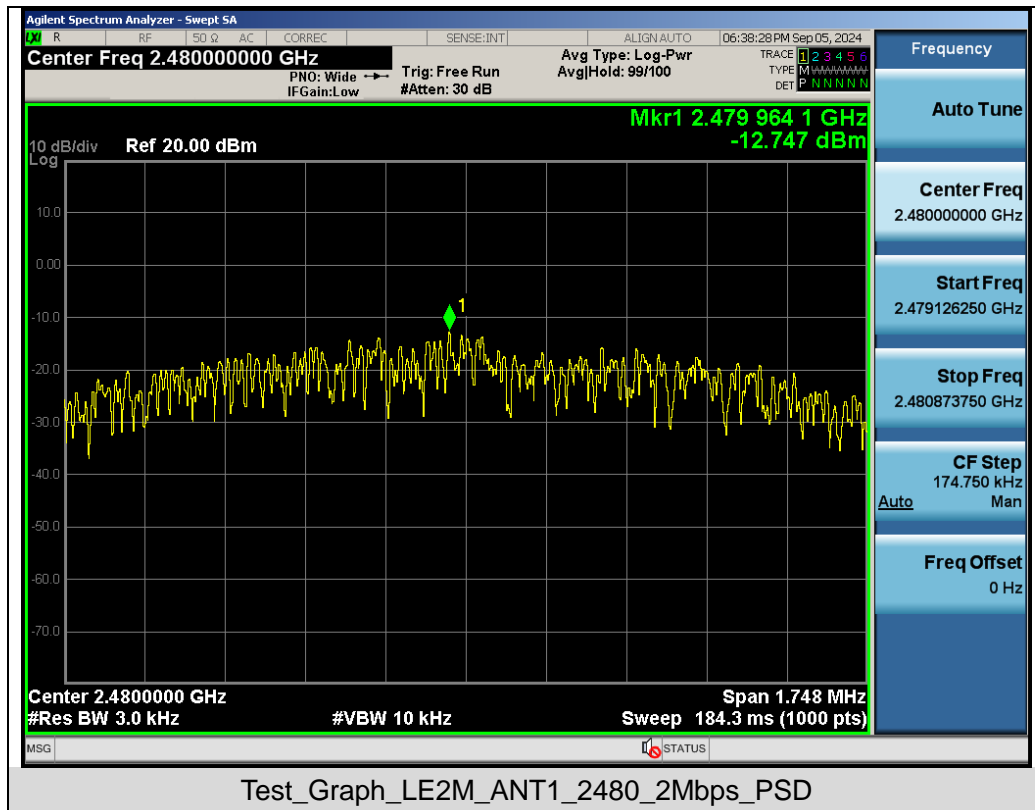 Agilent Spectrum Analyzer - Swept SA
LXI R RF 50 Ω AC CORREC SENSE:INT ALIGN AUTO 06:38:28 PM Sep 05, 2024
Center Freq 2.480000000 GHz
PNO: Wide
IFGain:Low
Trig: Free Run
#Atten: 30 dB
Avg Type: Log-Pwr
Avg|Hold: 99/100
TRACE 1 2 3 4 5 6
TYPE M
DET P N N N N N
Mkr1 2.479 964 1 GHz
-12.747 dBm
10 dB/div Ref 20.00 dBm
Log
10.0
0.00
-10.0
-20.0
-30.0
-40.0
-50.0
-60.0
-70.0
1
Center 2.4800000 GHz Span 1.748 MHz
#Res BW 3.0 kHz #VBW 10 kHz Sweep 184.3 ms (1000 pts)
MSG STATUS
Frequency
Auto Tune
Center Freq
2.480000000 GHz
Start Freq
2.479126250 GHz
Stop Freq
2.480873750 GHz
CF Step
174.750 kHz
Auto Man
Freq Offset
0 Hz
Test_Graph_LE2M_ANT1_2480_2Mbps_PSD